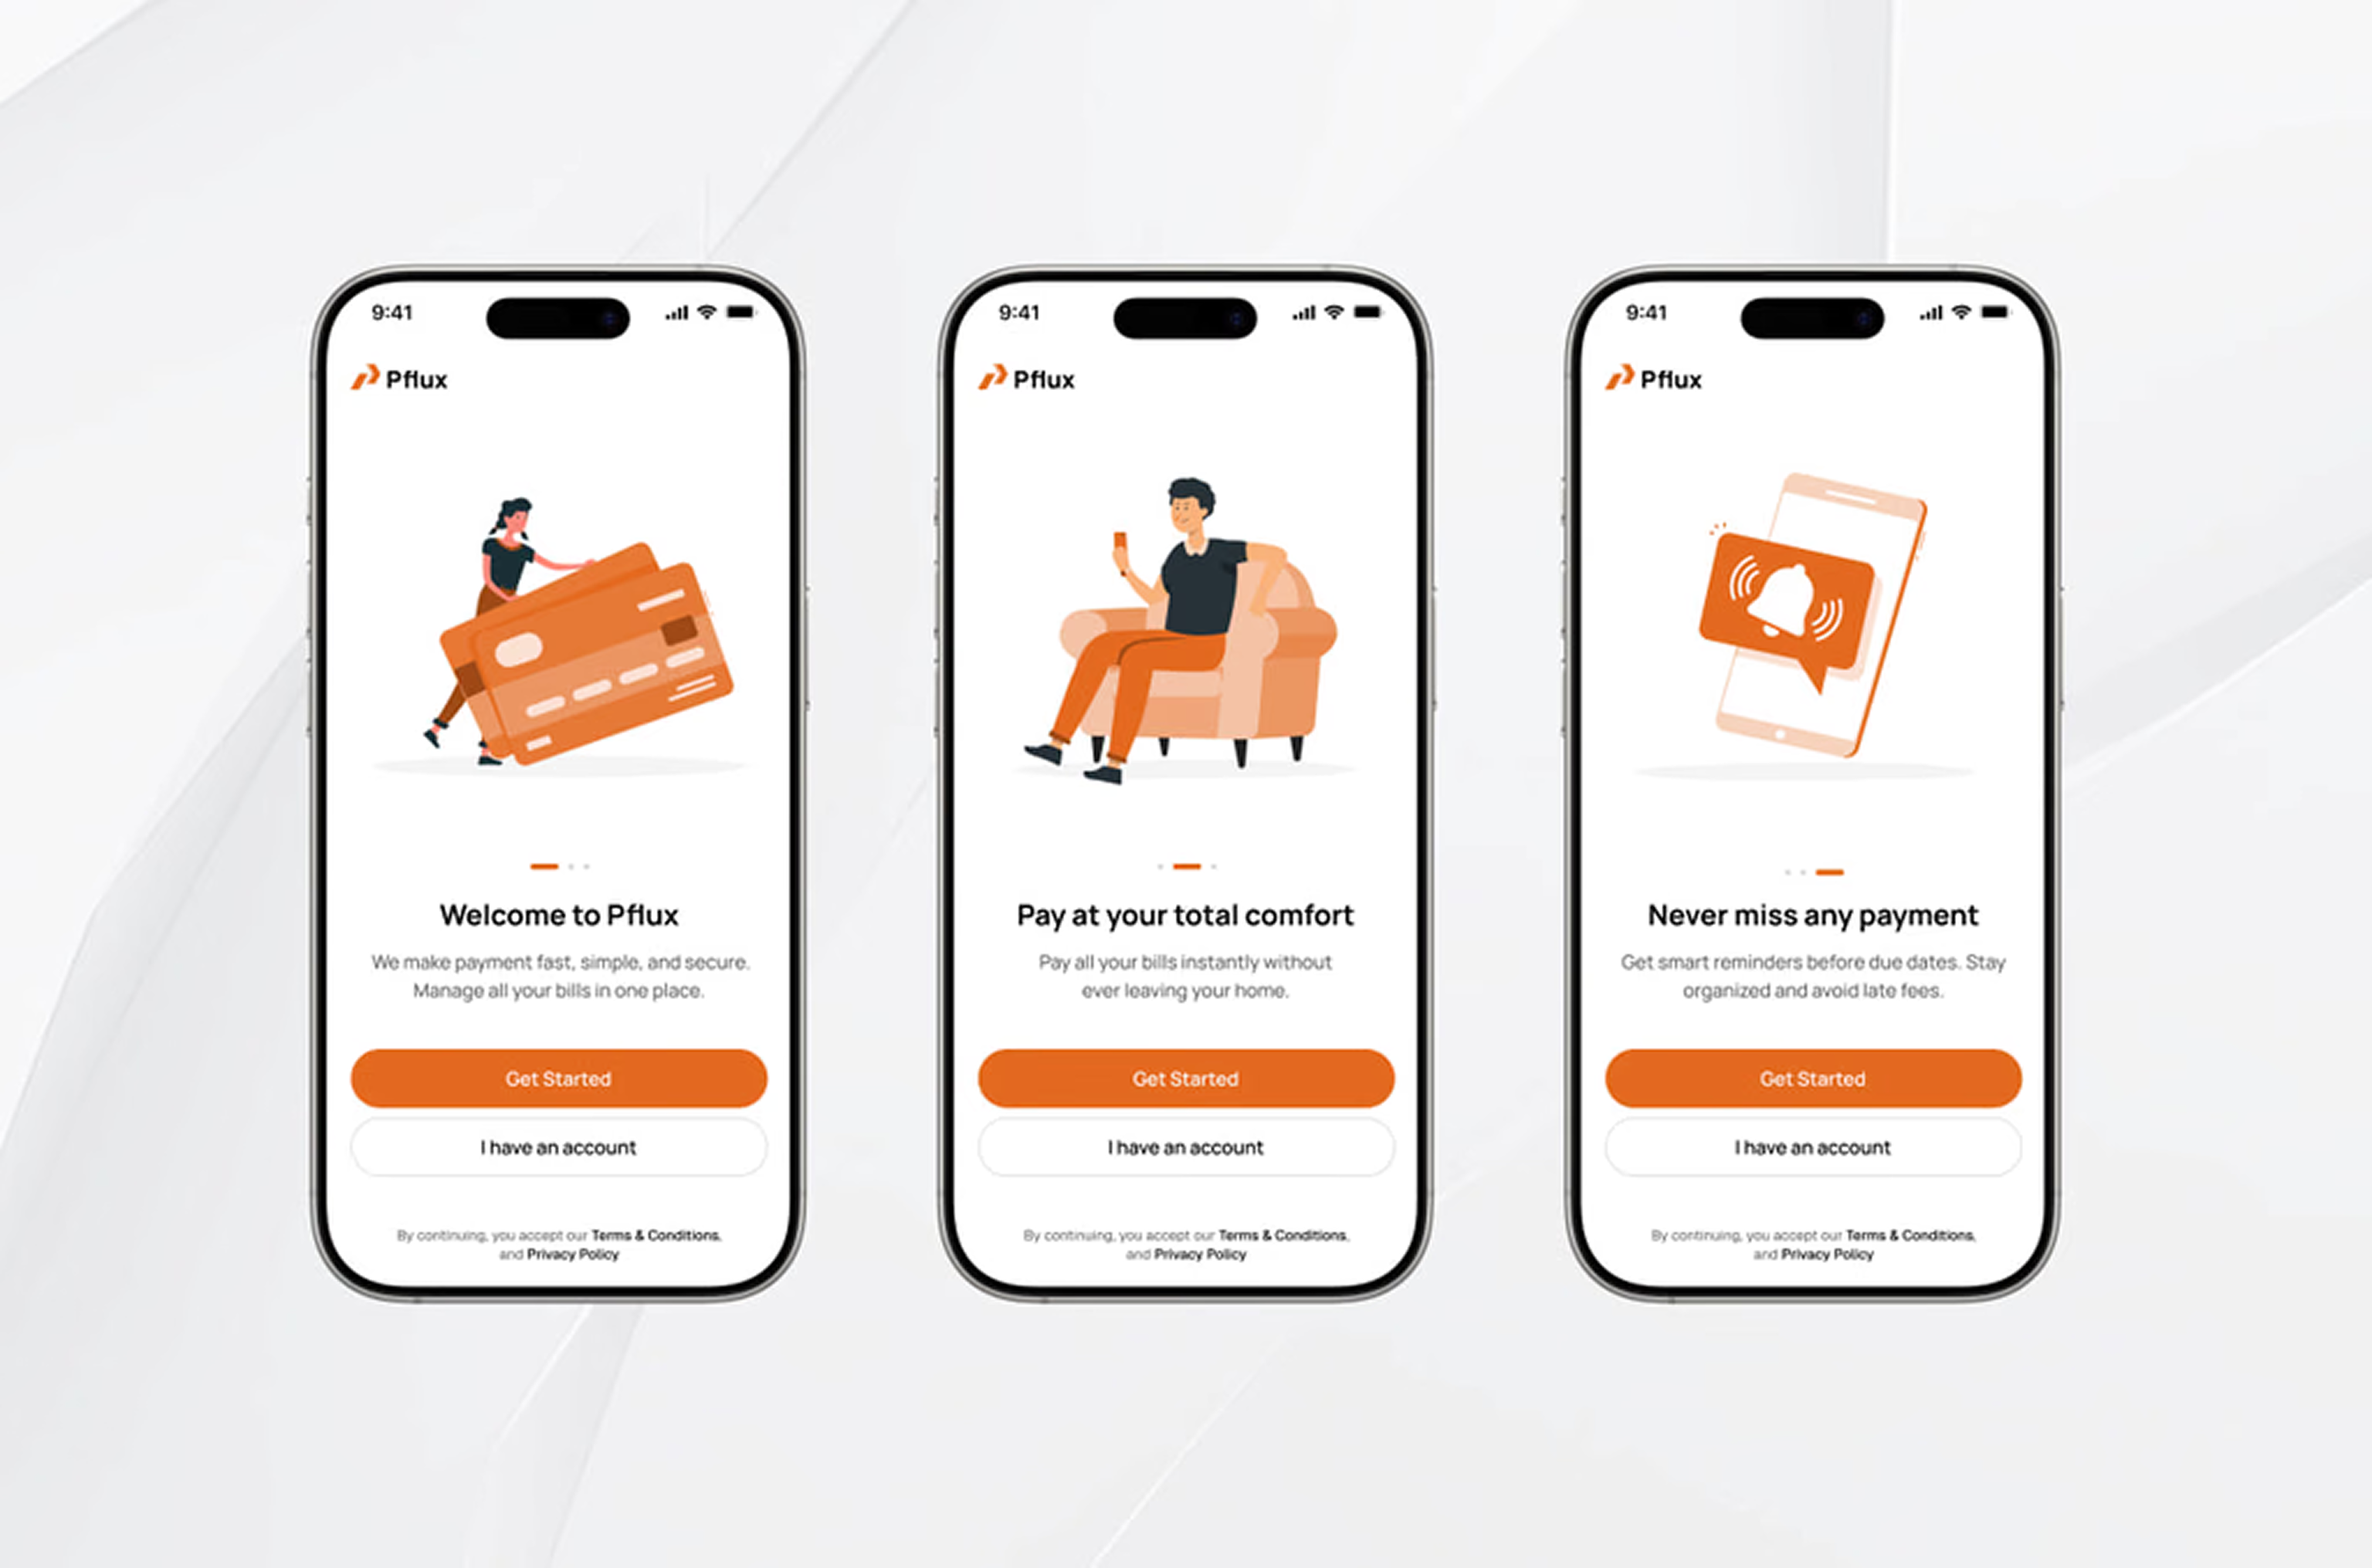 9:41
Pflux
Welcome to Pflux
We make payment fast, simple, and secure.
Manage all your bills in one place.
Get Started
I have an account
By continuing, you accept our Terms & Conditions,
and Privacy Policy
9:41
Pflux
Pay at your total comfort
Pay all your bills instantly without
ever leaving your home.
Get Started
I have an account
By continuing, you accept our Terms & Conditions,
and Privacy Policy
9:41
Pflux
Never miss any payment
Get smart reminders before due dates. Stay
organized and avoid late fees.
Get Started
I have an account
By continuing, you accept our Terms & Conditions,
and Privacy Policy